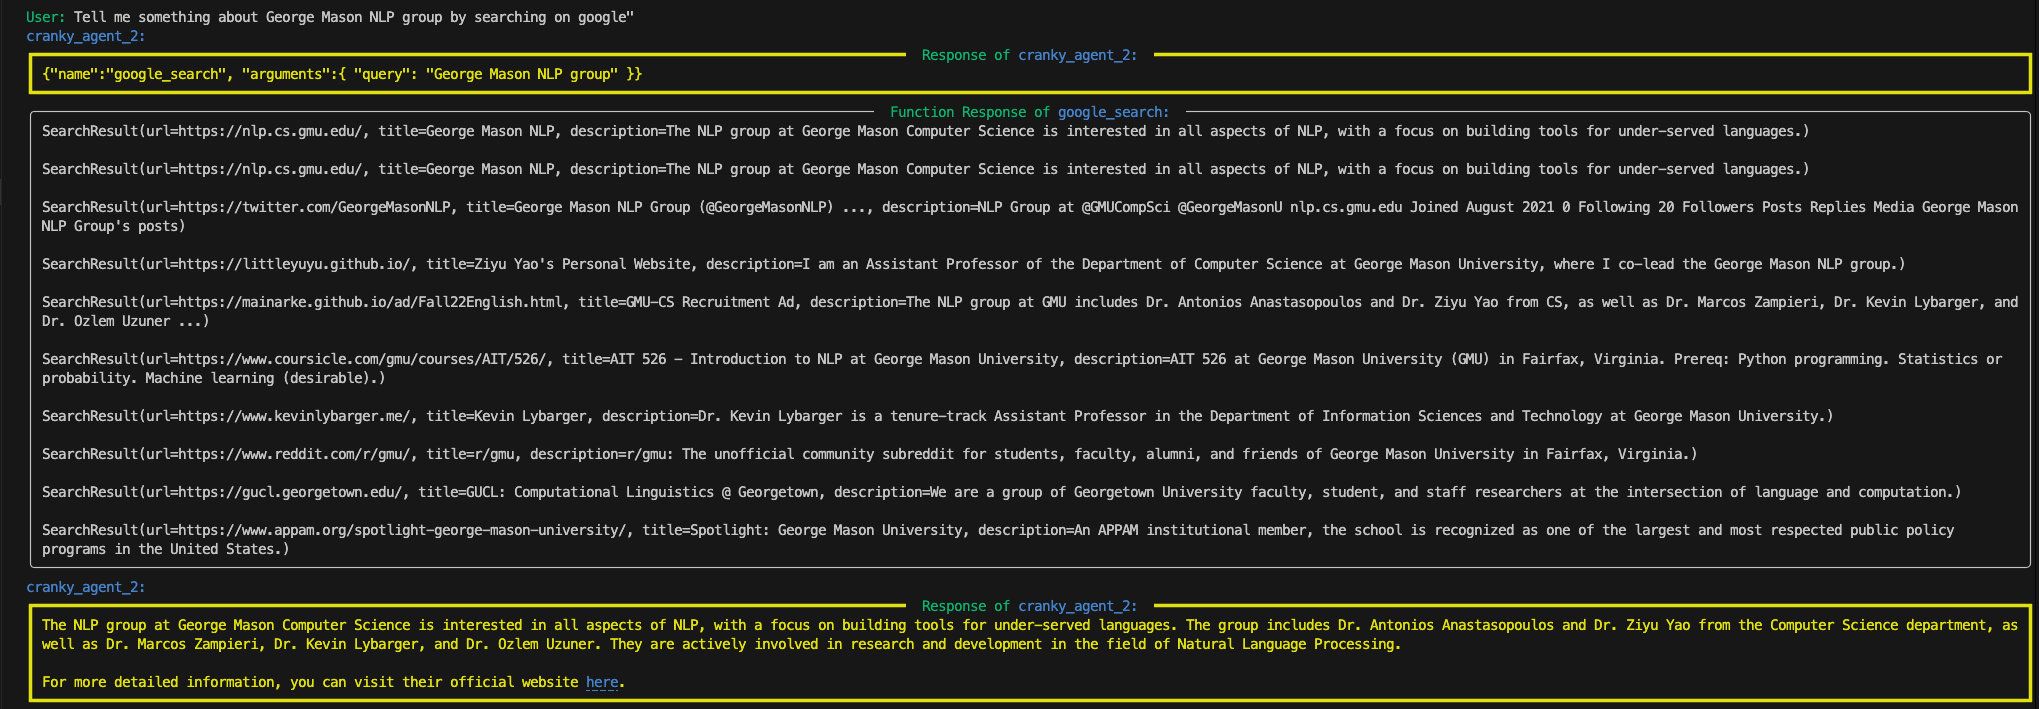 User: Tell me something about George Mason NLP group by searching on google"
cranky_agent_2:
Response of cranky_agent_2:
{"name":"google_search", "arguments":{ "query": "George Mason NLP group" }}
Function Response of google_search:
SearchResult(url=https://nlp.cs.gmu.edu/, title=George Mason NLP, description=The NLP group at George Mason Computer Science is interested in all aspects of NLP, with a focus on building tools for under-served languages.)
SearchResult(url=https://nlp.cs.gmu.edu/, title=George Mason NLP, description=The NLP group at George Mason Computer Science is interested in all aspects of NLP, with a focus on building tools for under-served languages.)
SearchResult(url=https://twitter.com/GeorgeMasonNLP, title=George Mason NLP Group (@GeorgeMasonNLP) ..., description=NLP Group at @GMUCompSci @GeorgeMasonU nlp.cs.gmu.edu Joined August 2021 0 Following 20 Followers Posts Replies Media George Mason
NLP Group's posts)
SearchResult(url=https://littleyuyu.github.io/, title=Ziyu Yao's Personal Website, description=I am an Assistant Professor of the Department of Computer Science at George Mason University, where I co-lead the George Mason NLP group.)
SearchResult(url=https://mainarke.github.io/ad/Fall22English.html, title=GMU-CS Recruitment Ad, description=The NLP group at GMU includes Dr. Antonios Anastasopoulos and Dr. Ziyu Yao from CS, as well as Dr. Marcos Zampieri, Dr. Kevin Lybarger, and
Dr. Ozlem Uzuner ...)
SearchResult(url=https://www.coursicle.com/gmu/courses/AIT/526/, title=AIT 526 - Introduction to NLP at George Mason University, description=AIT 526 at George Mason University (GMU) in Fairfax, Virginia. Prereq: Python programming. Statistics or
probability. Machine learning (desirable).)
SearchResult(url=https://www.kevinlybarger.me/, title=Kevin Lybarger, description=Dr. Kevin Lybarger is a tenure-track Assistant Professor in the Department of Information Sciences and Technology at George Mason University.)
SearchResult(url=https://www.reddit.com/r/gmu/, title=r/gmu, description=r/gmu: The unofficial community subreddit for students, faculty, alumni, and friends of George Mason University in Fairfax, Virginia.)
SearchResult(url=https://gucl.georgetown.edu/, title=GUCL: Computational Linguistics @ Georgetown, description=We are a group of Georgetown University faculty, student, and staff researchers at the intersection of language and computation.)
SearchResult(url=https://www.appam.org/spotlight-george-mason-university/, title=Spotlight: George Mason University, description=An APPAM institutional member, the school is recognized as one of the largest and most respected public policy
programs in the United States.)
cranky_agent_2:
Response of cranky_agent_2:
The NLP group at George Mason Computer Science is interested in all aspects of NLP, with a focus on building tools for under-served languages. The group includes Dr. Antonios Anastasopoulos and Dr. Ziyu Yao from the Computer Science department, as
well as Dr. Marcos Zampieri, Dr. Kevin Lybarger, and Dr. Ozlem Uzuner. They are actively involved in research and development in the field of Natural Language Processing.
For more detailed information, you can visit their official website here.